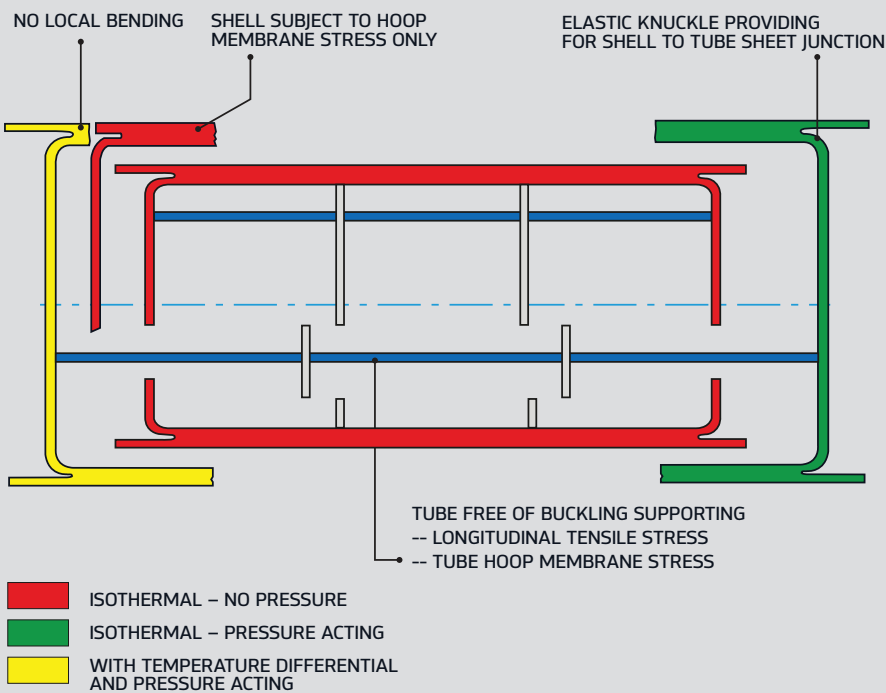 NO LOCAL BENDING
SHELL SUBJECT TO HOOP
MEMBRANE STRESS ONLY
ELASTIC KNUCKLE PROVIDING
FOR SHELL TO TUBE SHEET JUNCTION
TUBE FREE OF BUCKLING SUPPORTING
-- LONGITUDINAL TENSILE STRESS
-- TUBE HOOP MEMBRANE STRESS
ISOTHERMAL – NO PRESSURE
ISOTHERMAL – PRESSURE ACTING
WITH TEMPERATURE DIFFERENTIAL
AND PRESSURE ACTING